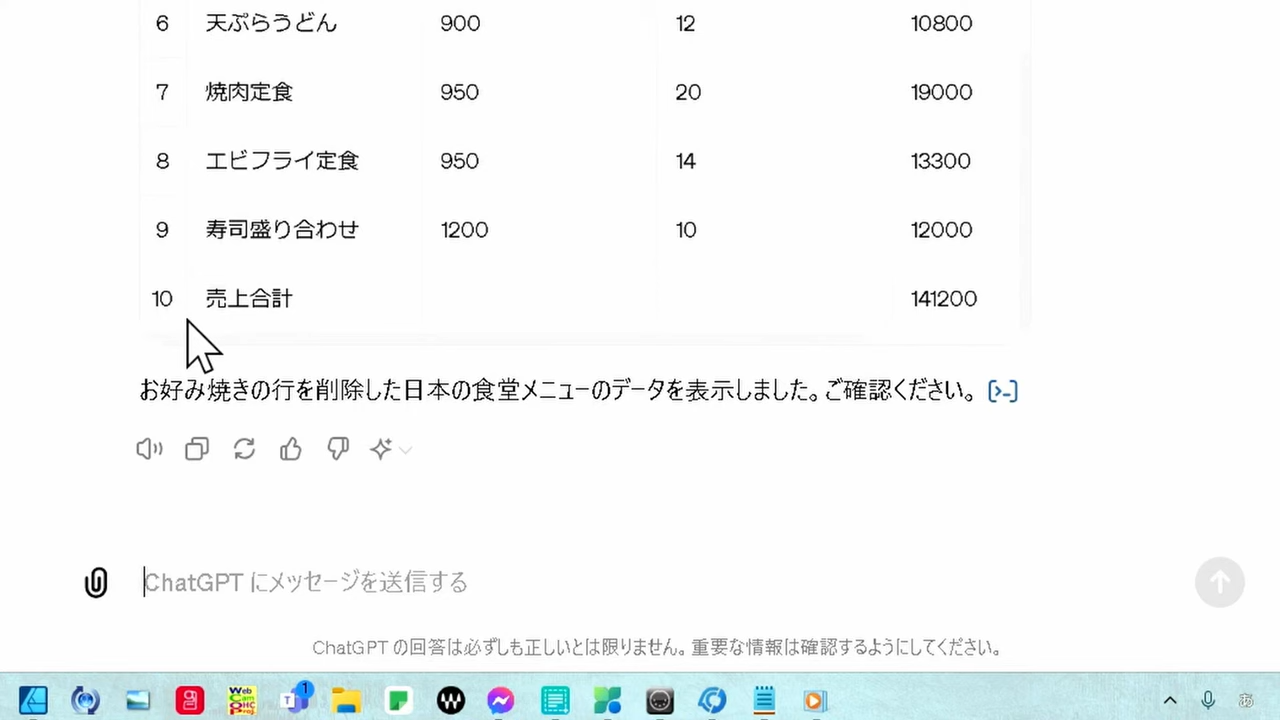 6 天ぷらうどん 900 12 10800
7 焼肉定食 950 20 19000
8 エビフライ定食 950 14 13300
9 寿司盛り合わせ 1200 10 12000
10 売上合計 141200
お好み焼きの行を削除した日本の食堂メニューのデータを表示しました。ご確認ください。 [>-]
ChatGPT にメッセージを送信する
ChatGPT の回答は必ずしも正しいとは限りません。重要な情報は確認するようにしてください。
Web
Cam
QHC
Proj
T
1
W
あ